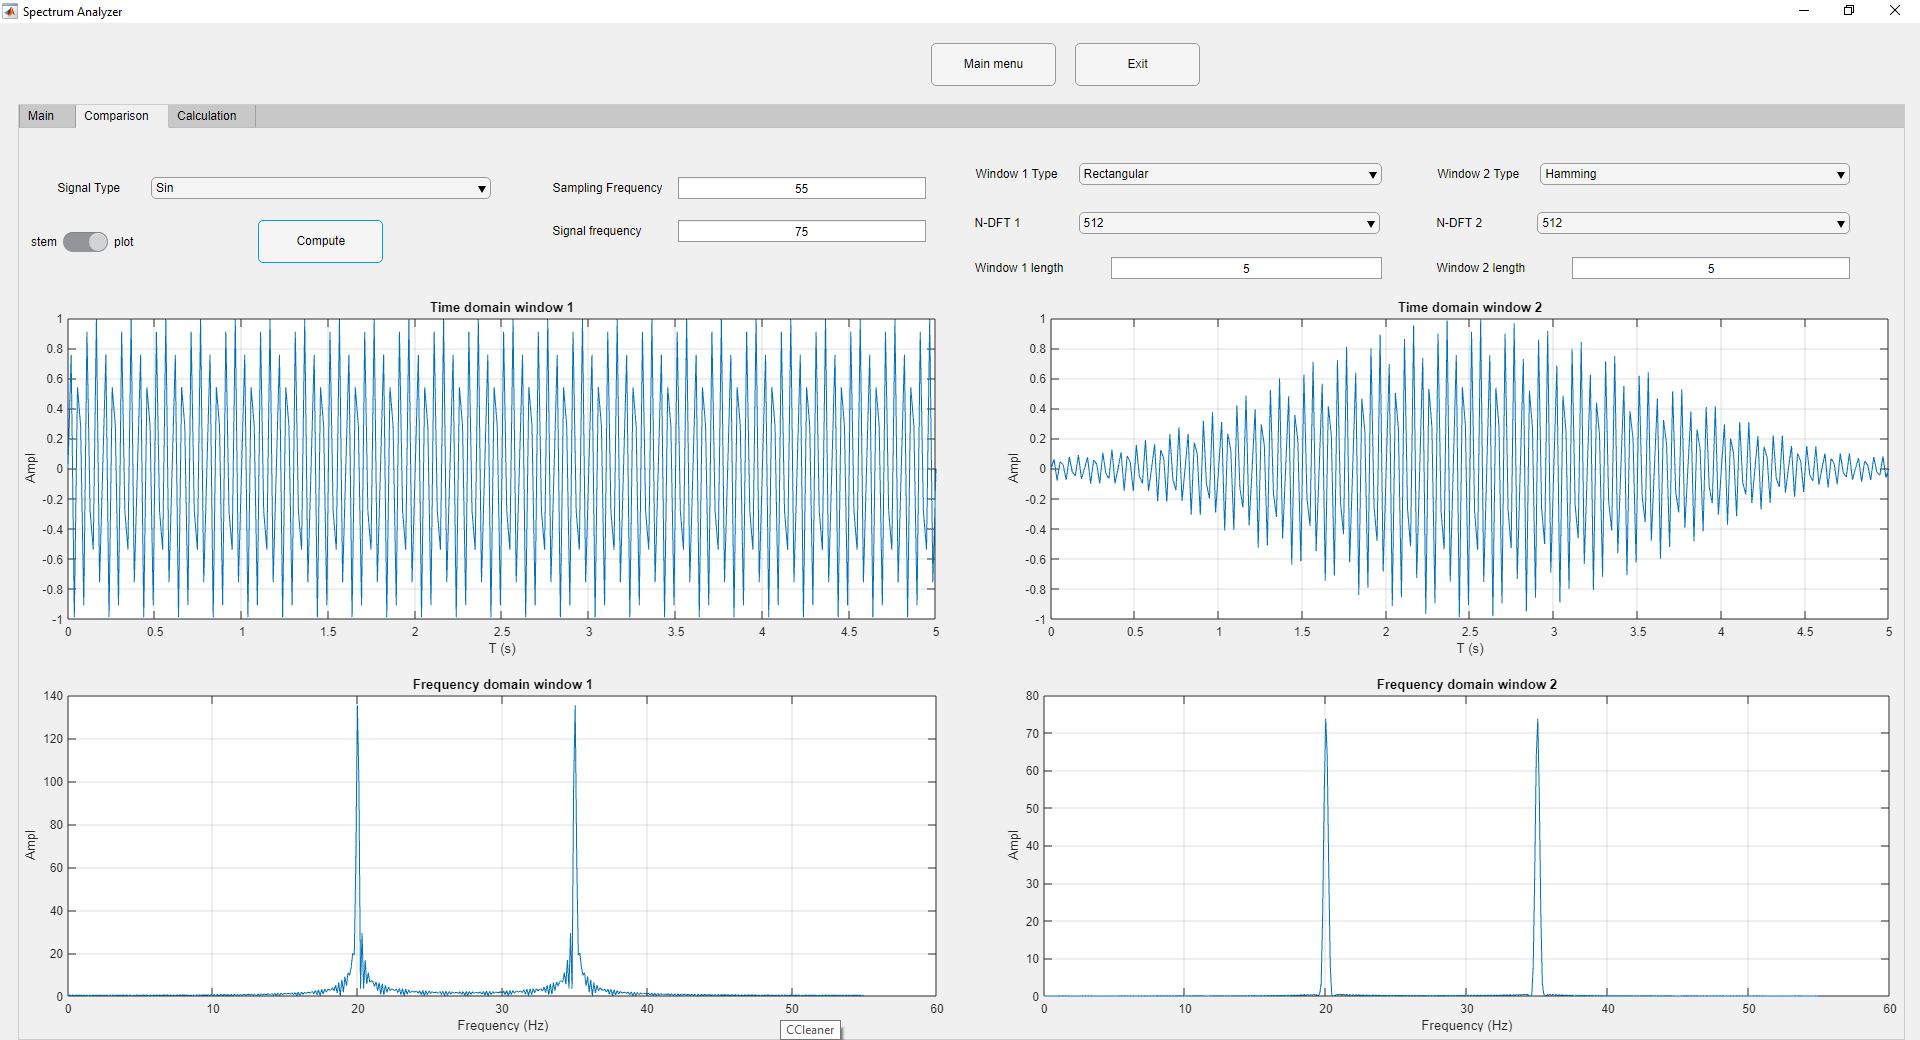 Spectrum Analyzer
Main menu
Exit
Main
Comparison
Calculation
Signal Type
Sin
Sampling Frequency
55
Window 1 Type
Rectangular
Window 2 Type
Hamming
stem
plot
Compute
Signal frequency
75
N-DFT 1
512
N-DFT 2
512
Window 1 length
5
Window 2 length
5
Time domain window 1
1
0.8
0.6
0.4
0.2
0
-0.2
-0.4
-0.6
-0.8
-1
Ampl
0 0.5 1 1.5 2 2.5 3 3.5 4 4.5 5
T (s)
Time domain window 2
1
0.8
0.6
0.4
0.2
0
-0.2
-0.4
-0.6
-0.8
-1
Ampl
0 0.5 1 1.5 2 2.5 3 3.5 4 4.5 5
T (s)
Frequency domain window 1
140
120
100
80
60
40
20
0
Ampl
0 10 20 30 40 50 60
Frequency (Hz)
CCleaner
Frequency domain window 2
80
70
60
50
40
30
20
10
0
Ampl
0 10 20 30 40 50 60
Frequency (Hz)